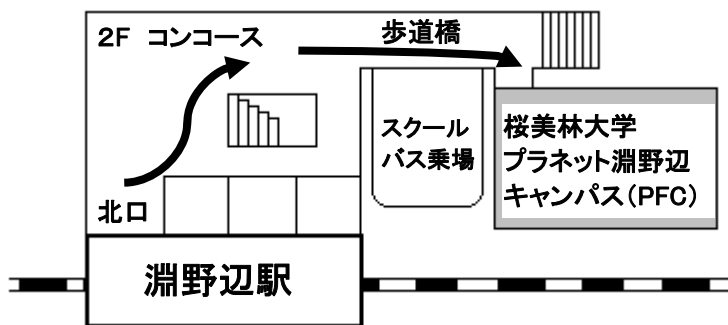 2F コンコース
歩道橋
スクール
バス乗場
桜美林大学
プラネット淵野辺
キャンパス(PFC)
北口
淵野辺駅